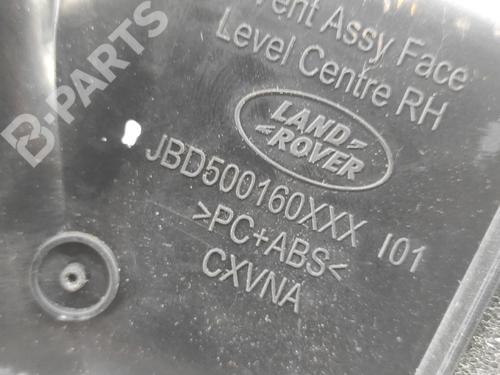 Vent Assy Face
Level Centre RH
LAND
ROVER
JBD500160XXX I01
>PC+ABS<
CXVNA
B-PARTS